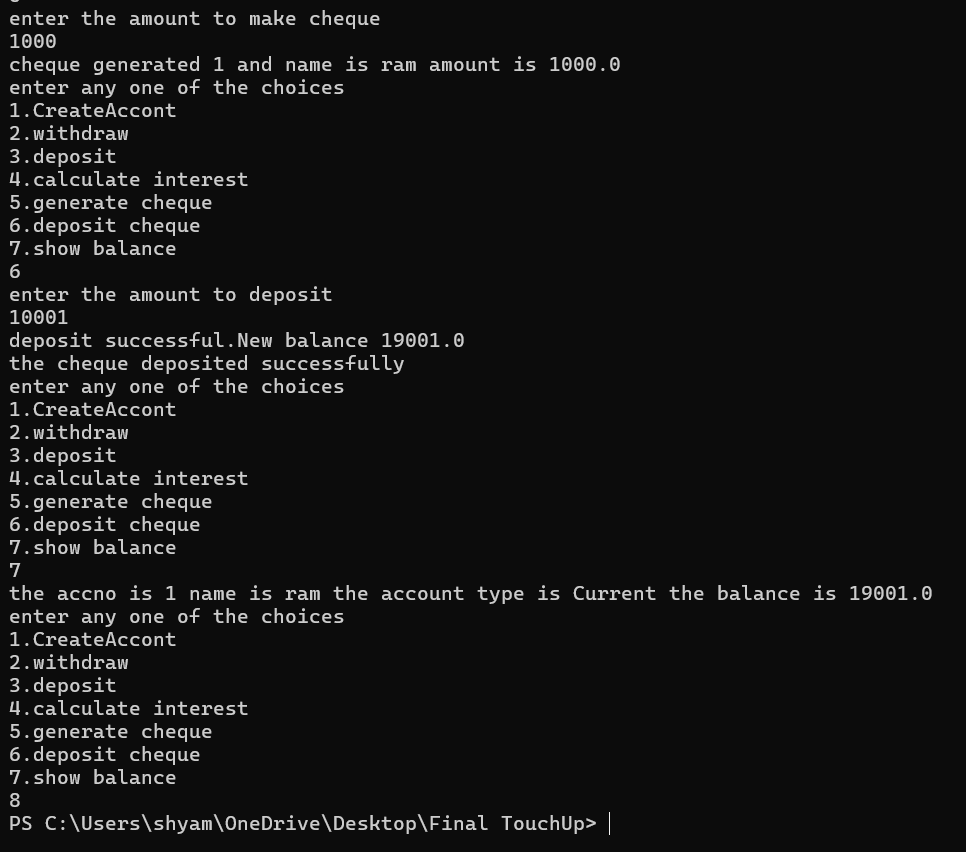 enter the amount to make cheque
1000
cheque generated 1 and name is ram amount is 1000.0
enter any one of the choices
1.CreateAccont
2.withdraw
3.deposit
4.calculate interest
5.generate cheque
6.deposit cheque
7.show balance
6
enter the amount to deposit
10001
deposit successful.New balance 19001.0
the cheque deposited successfully
enter any one of the choices
1.CreateAccont
2.withdraw
3.deposit
4.calculate interest
5.generate cheque
6.deposit cheque
7.show balance
7
the accno is 1 name is ram the account type is Current the balance is 19001.0
enter any one of the choices
1.CreateAccont
2.withdraw
3.deposit
4.calculate interest
5.generate cheque
6.deposit cheque
7.show balance
8
PS C:\Users\shyam\OneDrive\Desktop\Final TouchUp>